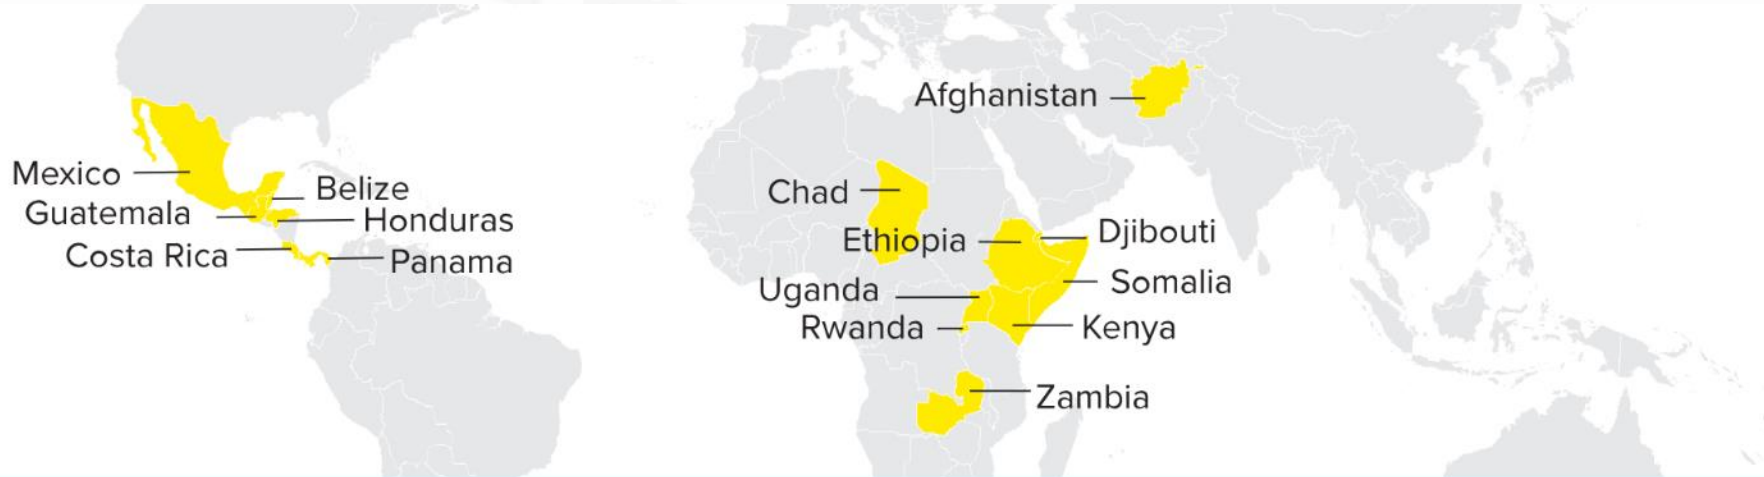 Mexico
Belize
Guatemala
Honduras
Costa Rica
Panama
Afghanistan
Chad
Ethiopia
Djibouti
Uganda
Somalia
Rwanda
Kenya
Zambia